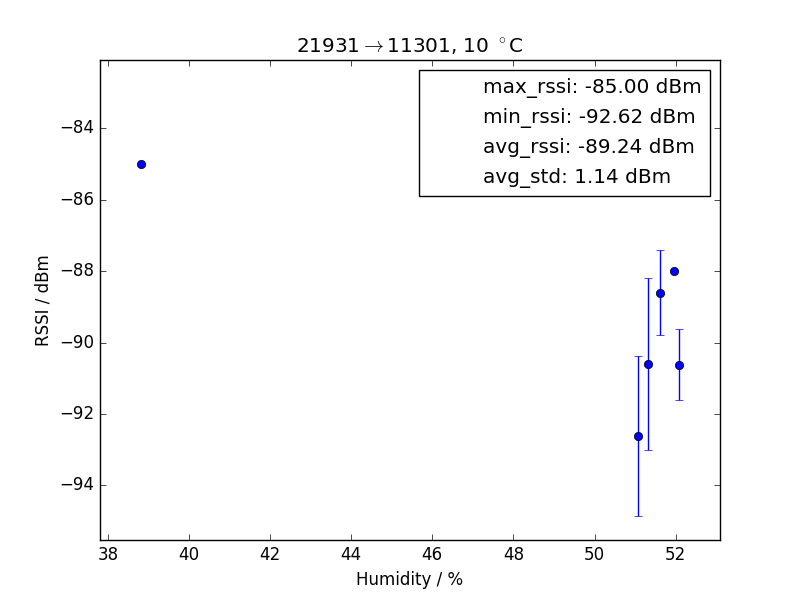 21931→11301, 10 °C
max_rssi: -85.00 dBm
min_rssi: -92.62 dBm
avg_rssi: -89.24 dBm
avg_std: 1.14 dBm
RSSI / dBm
−84
−86
−88
−90
−92
−94
38 40 42 44 46 48 50 52
Humidity / %